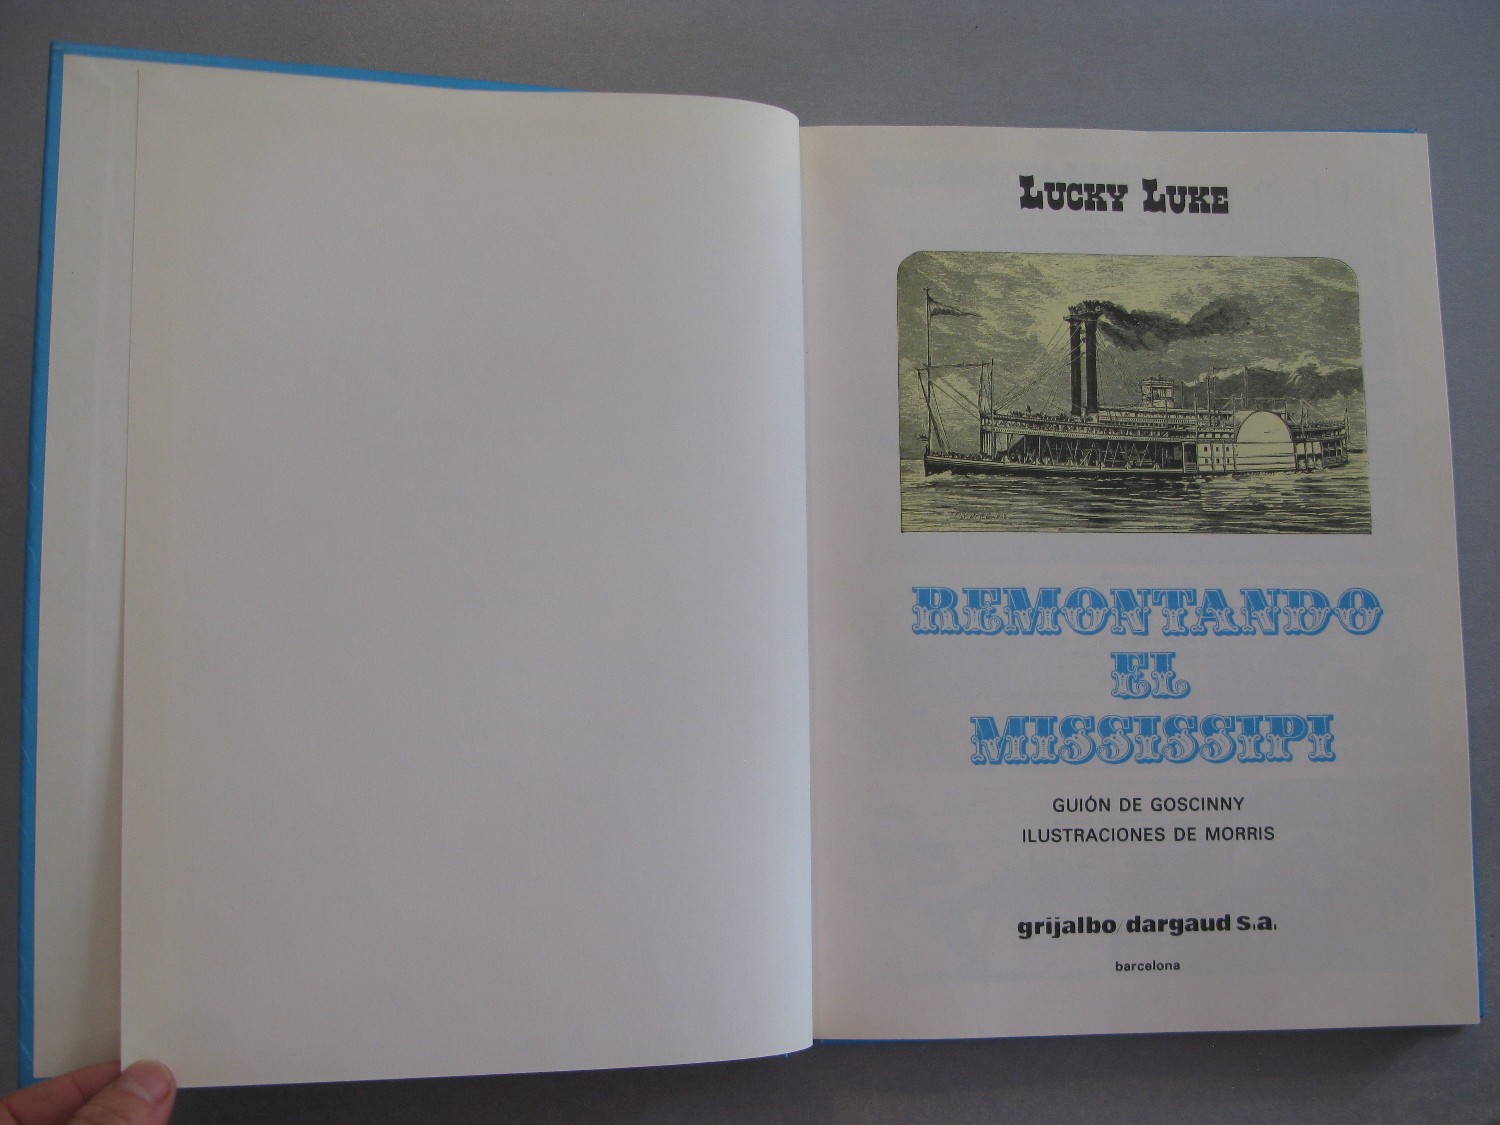 LUCKY LUKE
REMONTANDO
EL
MISSISSIPI
GUIÓN DE GOSCINNY
ILUSTRACIONES DE MORRIS
grijalbo/dargaud s.a.
barcelona